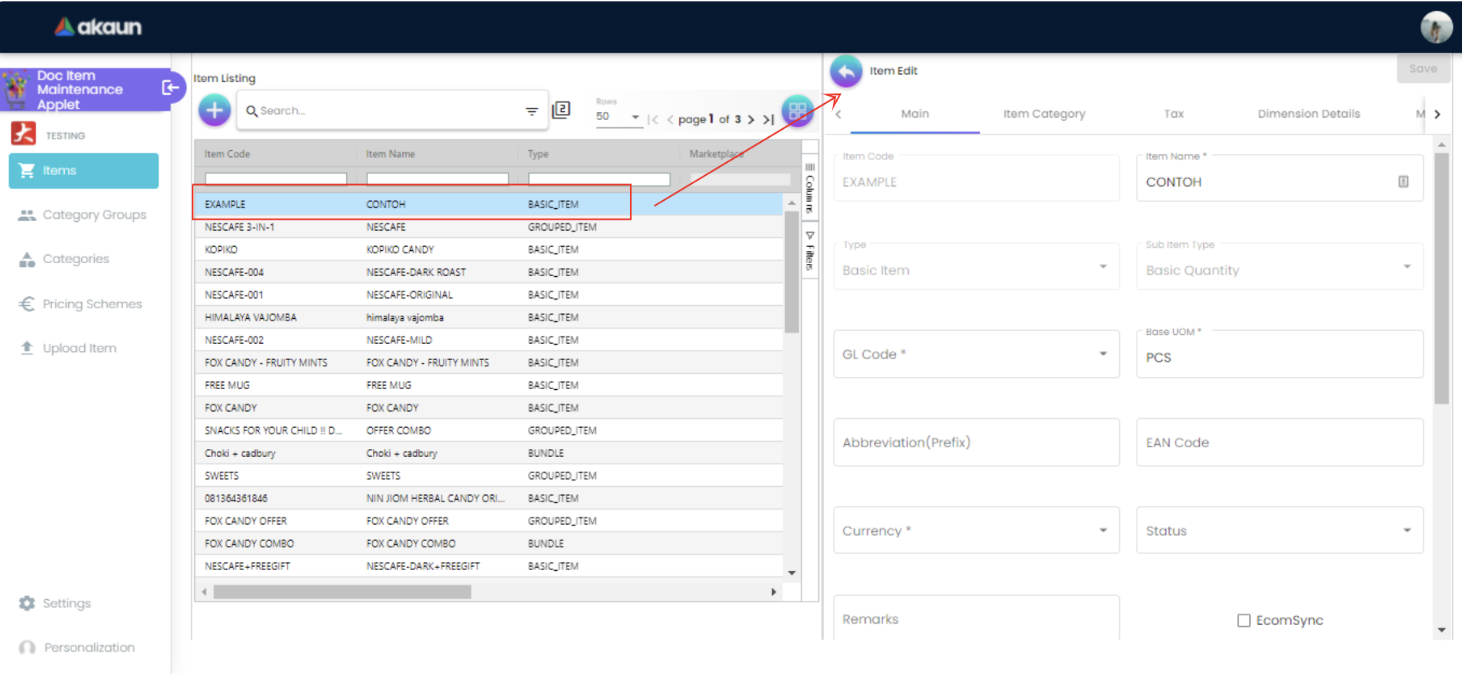 akaun
Doc Item
Maintenance
Applet
TESTING
Items
Category Groups
Categories
Pricing Schemes
Upload Item
Settings
Personalization
Item Listing
Search...
2
Rows
50
page 1 of 3
Item Code Item Name Type Marketplace
EXAMPLE CONTOH BASIC_ITEM
NESCAFE 3-IN-1 NESCAFE GROUPED_ITEM
KOPIKO KOPIKO CANDY BASIC_ITEM
NESCAFE-004 NESCAFE-DARK ROAST BASIC_ITEM
NESCAFE-001 NESCAFE-ORIGINAL BASIC_ITEM
HIMALAYA VAJOMBA himalaya vajomba BASIC_ITEM
NESCAFE-002 NESCAFE-MILD BASIC_ITEM
FOX CANDY - FRUITY MINTS FOX CANDY - FRUITY MINTS BASIC_ITEM
FREE MUG FREE MUG BASIC_ITEM
FOX CANDY FOX CANDY BASIC_ITEM
SNACKS FOR YOUR CHILD !! D... OFFER COMBO GROUPED_ITEM
Choki + cadbury Choki + cadbury BUNDLE
SWEETS SWEETS GROUPED_ITEM
081364361846 NIN JIOM HERBAL CANDY ORI... BASIC_ITEM
FOX CANDY OFFER FOX CANDY OFFER GROUPED_ITEM
FOX CANDY COMBO FOX CANDY COMBO BUNDLE
NESCAFE+FREEGIFT NESCAFE-DARK+FREEGIFT BASIC_ITEM
Columns
Filters
Item Edit
Save
Main Item Category Tax Dimension Details M
Item Code
EXAMPLE
Item Name *
CONTOH
Type
Basic Item
Sub Item Type
Basic Quantity
GL Code *
Base UOM *
PCS
Abbreviation(Prefix)
EAN Code
Currency *
Status
Remarks
EcomSync